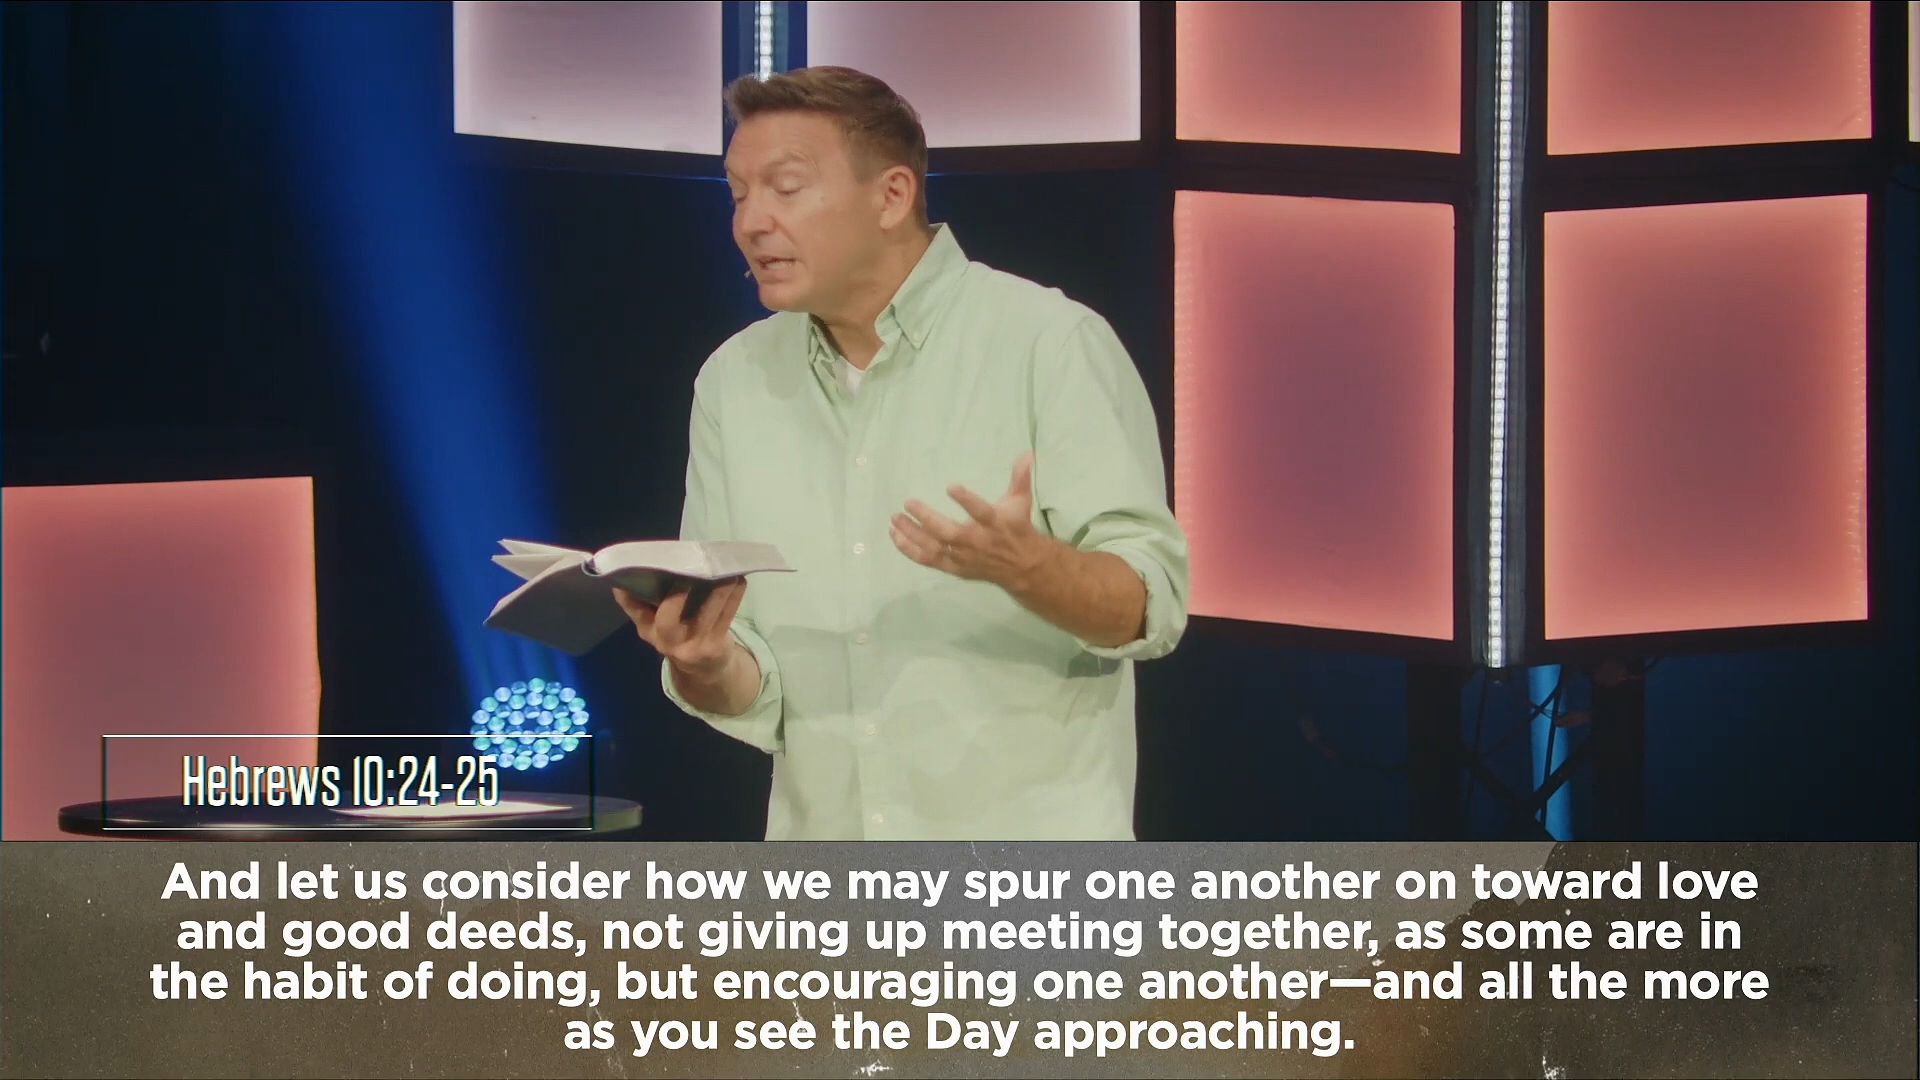 Hebrews 10:24-25
And let us consider how we may spur one another on toward love
and good deeds, not giving up meeting together, as some are in
the habit of doing, but encouraging one another—and all the more
as you see the Day approaching.